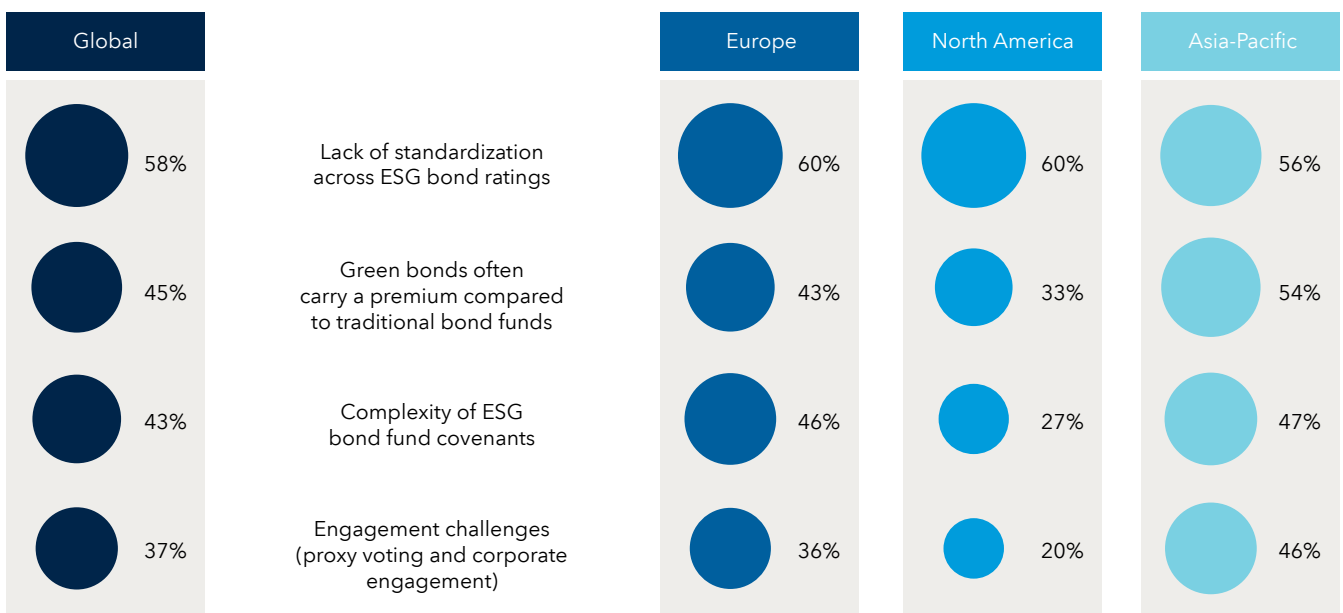 Global
Europe
North America
Asia-Pacific
58%
Lack of standardization
across ESG bond ratings
60%
60%
56%
45%
Green bonds often
carry a premium compared
to traditional bond funds
43%
33%
54%
43%
Complexity of ESG
bond fund covenants
46%
27%
47%
37%
Engagement challenges
(proxy voting and corporate
engagement)
36%
20%
46%